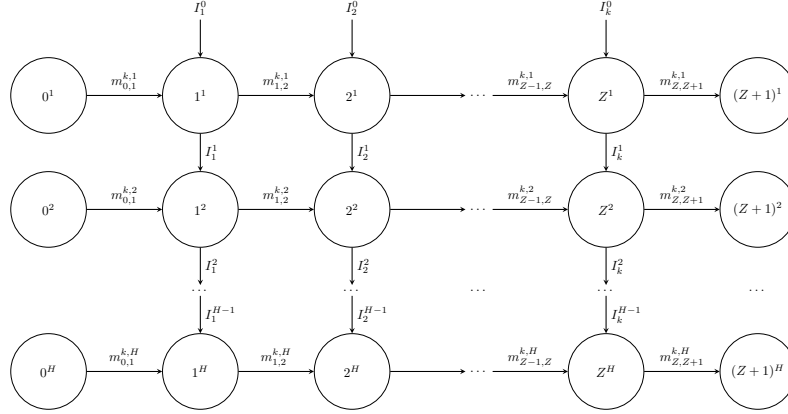 I_1^0 I_2^0 I_k^0
m_{0,1}^{k,1} m_{1,2}^{k,1} m_{Z-1,Z}^{k,1} m_{Z,Z+1}^{k,1}
0^1 1^1 2^1 ... Z^1 (Z+1)^1
I_1^1 I_2^1 I_k^1
m_{0,1}^{k,2} m_{1,2}^{k,2} m_{Z-1,Z}^{k,2} m_{Z,Z+1}^{k,2}
0^2 1^2 2^2 ... Z^2 (Z+1)^2
I_1^2 I_2^2 I_k^2
... ... ... ... ...
I_1^{H-1} I_2^{H-1} I_k^{H-1}
m_{0,1}^{k,H} m_{1,2}^{k,H} m_{Z-1,Z}^{k,H} m_{Z,Z+1}^{k,H}
0^H 1^H 2^H ... Z^H (Z+1)^H